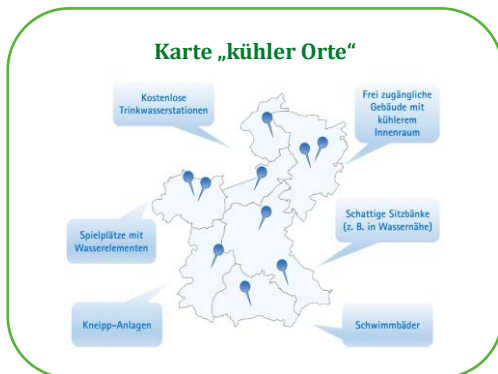 Karte „kühler Orte“
Kostenlose
Trinkwasserstationen
Frei zugängliche
Gebäude mit
kühlerem
Innenraum
Spielplätze mit
Wasserelementen
Schattige Sitzbänke
(z. B. in Wassernähe)
Kneipp-Anlagen
Schwimmbäder